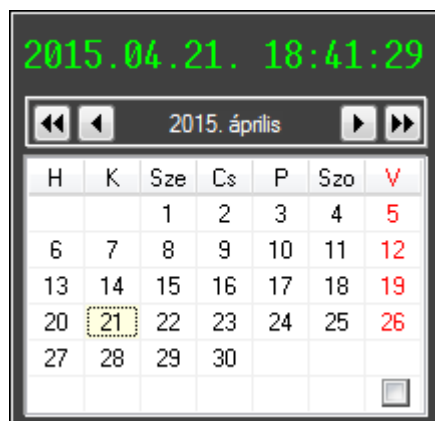 2015.04.21. 18:41:29
2015. április
H K Sze Cs P Szo V
1 2 3 4 5
6 7 8 9 10 11 12
13 14 15 16 17 18 19
20 21 22 23 24 25 26
27 28 29 30